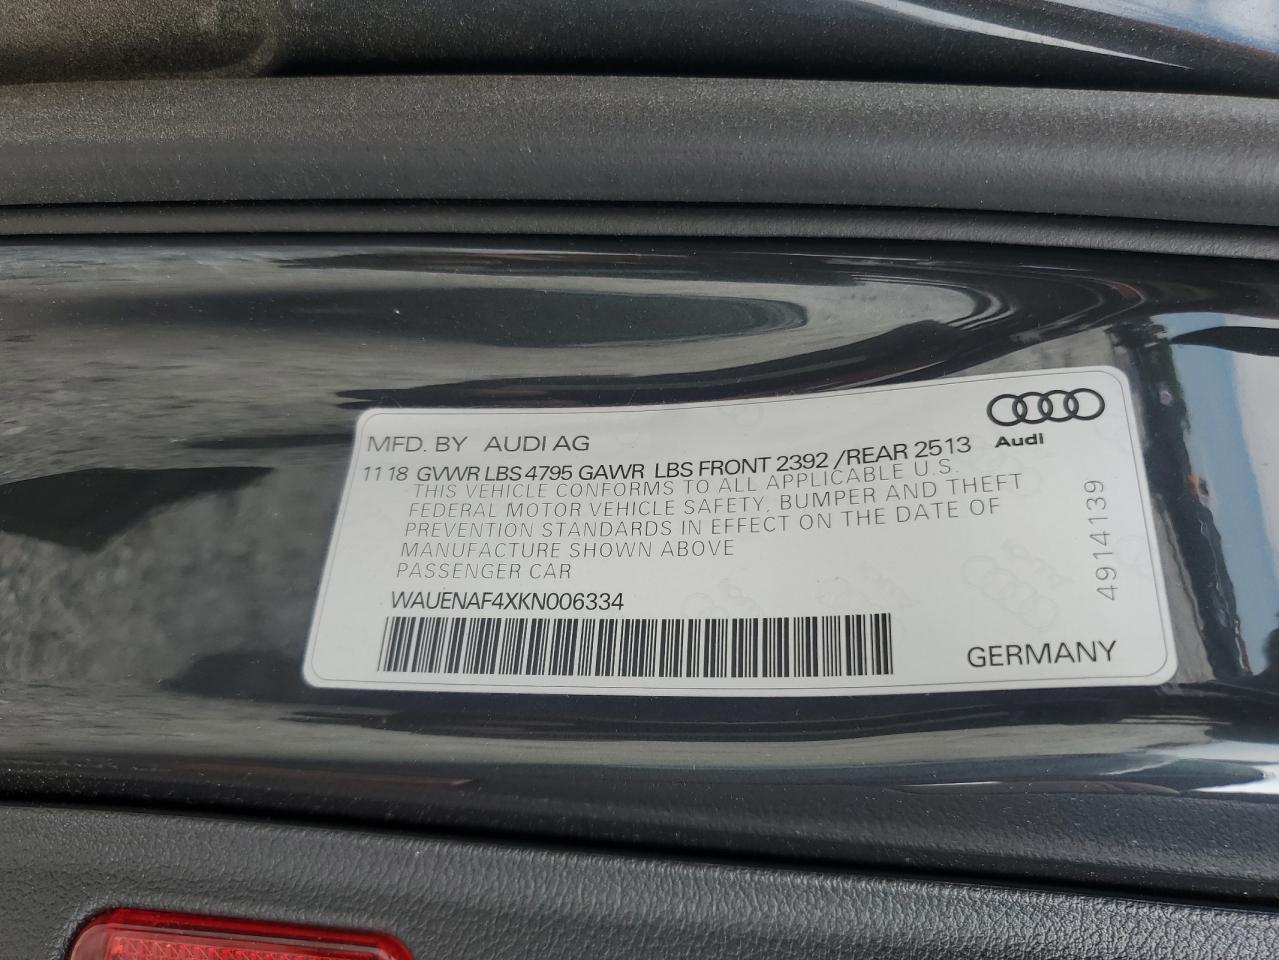 MFD. BY AUDI AG
Audi
11 18 GVWR LBS 4795 GAWR LBS FRONT 2392 /REAR 2513
THIS VEHICLE CONFORMS TO ALL APPLICABLE U.S.
FEDERAL MOTOR VEHICLE SAFETY, BUMPER AND THEFT
PREVENTION STANDARDS IN EFFECT ON THE DATE OF
MANUFACTURE SHOWN ABOVE
PASSENGER CAR
WAUENAF4XKN006334
4914139
GERMANY